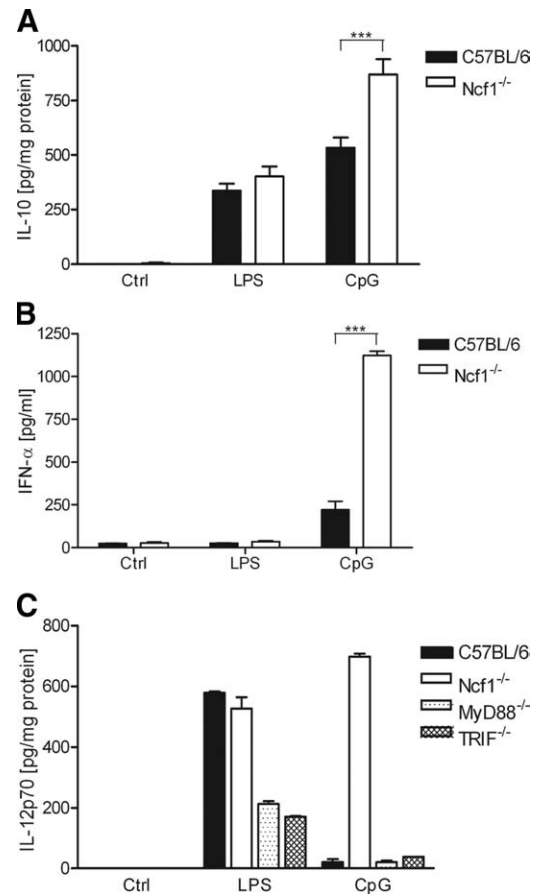 A
IL-10 [pg/mg protein]
1000
750
500
250
0
***
C57BL/6
Ncf1-/-
Ctrl LPS CpG
B
IFN-α [pg/ml]
1250
1000
750
500
250
0
***
C57BL/6
Ncf1-/-
Ctrl LPS CpG
C
IL-12p70 [pg/mg protein]
800
600
400
200
0
C57BL/6
Ncf1-/-
MyD88-/-
TRIF-/-
Ctrl LPS CpG